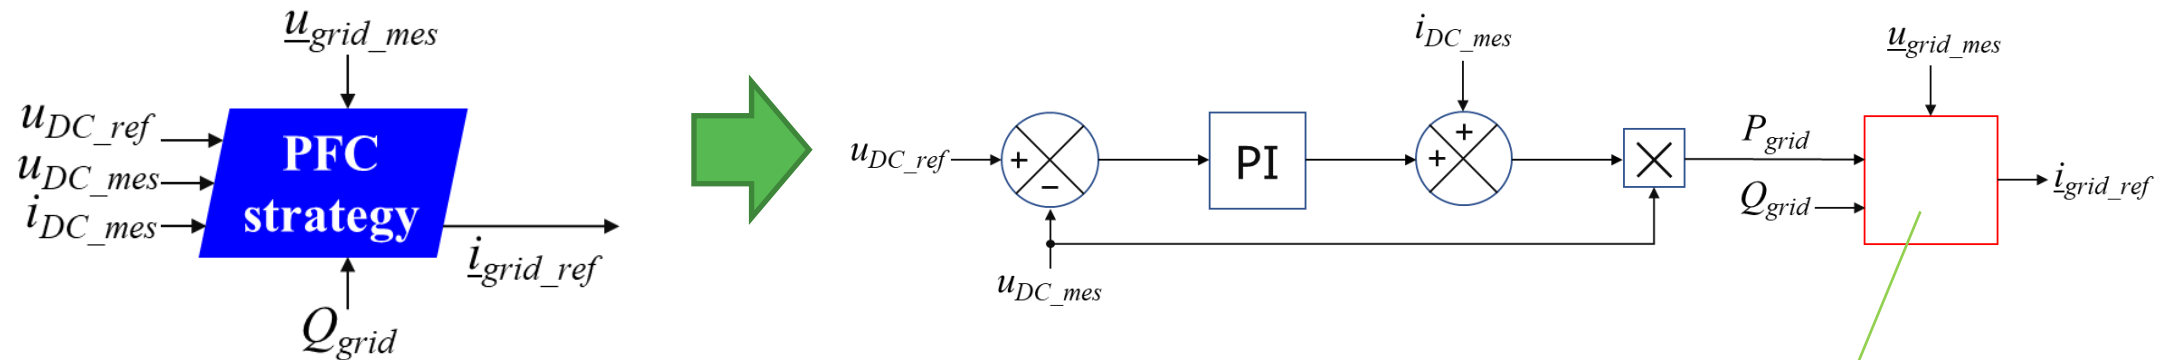 u_grid_mes
u_DC_ref
u_DC_mes
i_DC_mes
PFC
strategy
i_grid_ref
Q_grid
i_DC_mes
u_DC_ref
+
−
PI
+
+
u_DC_mes
P_grid
Q_grid
u_grid_mes
i_grid_ref